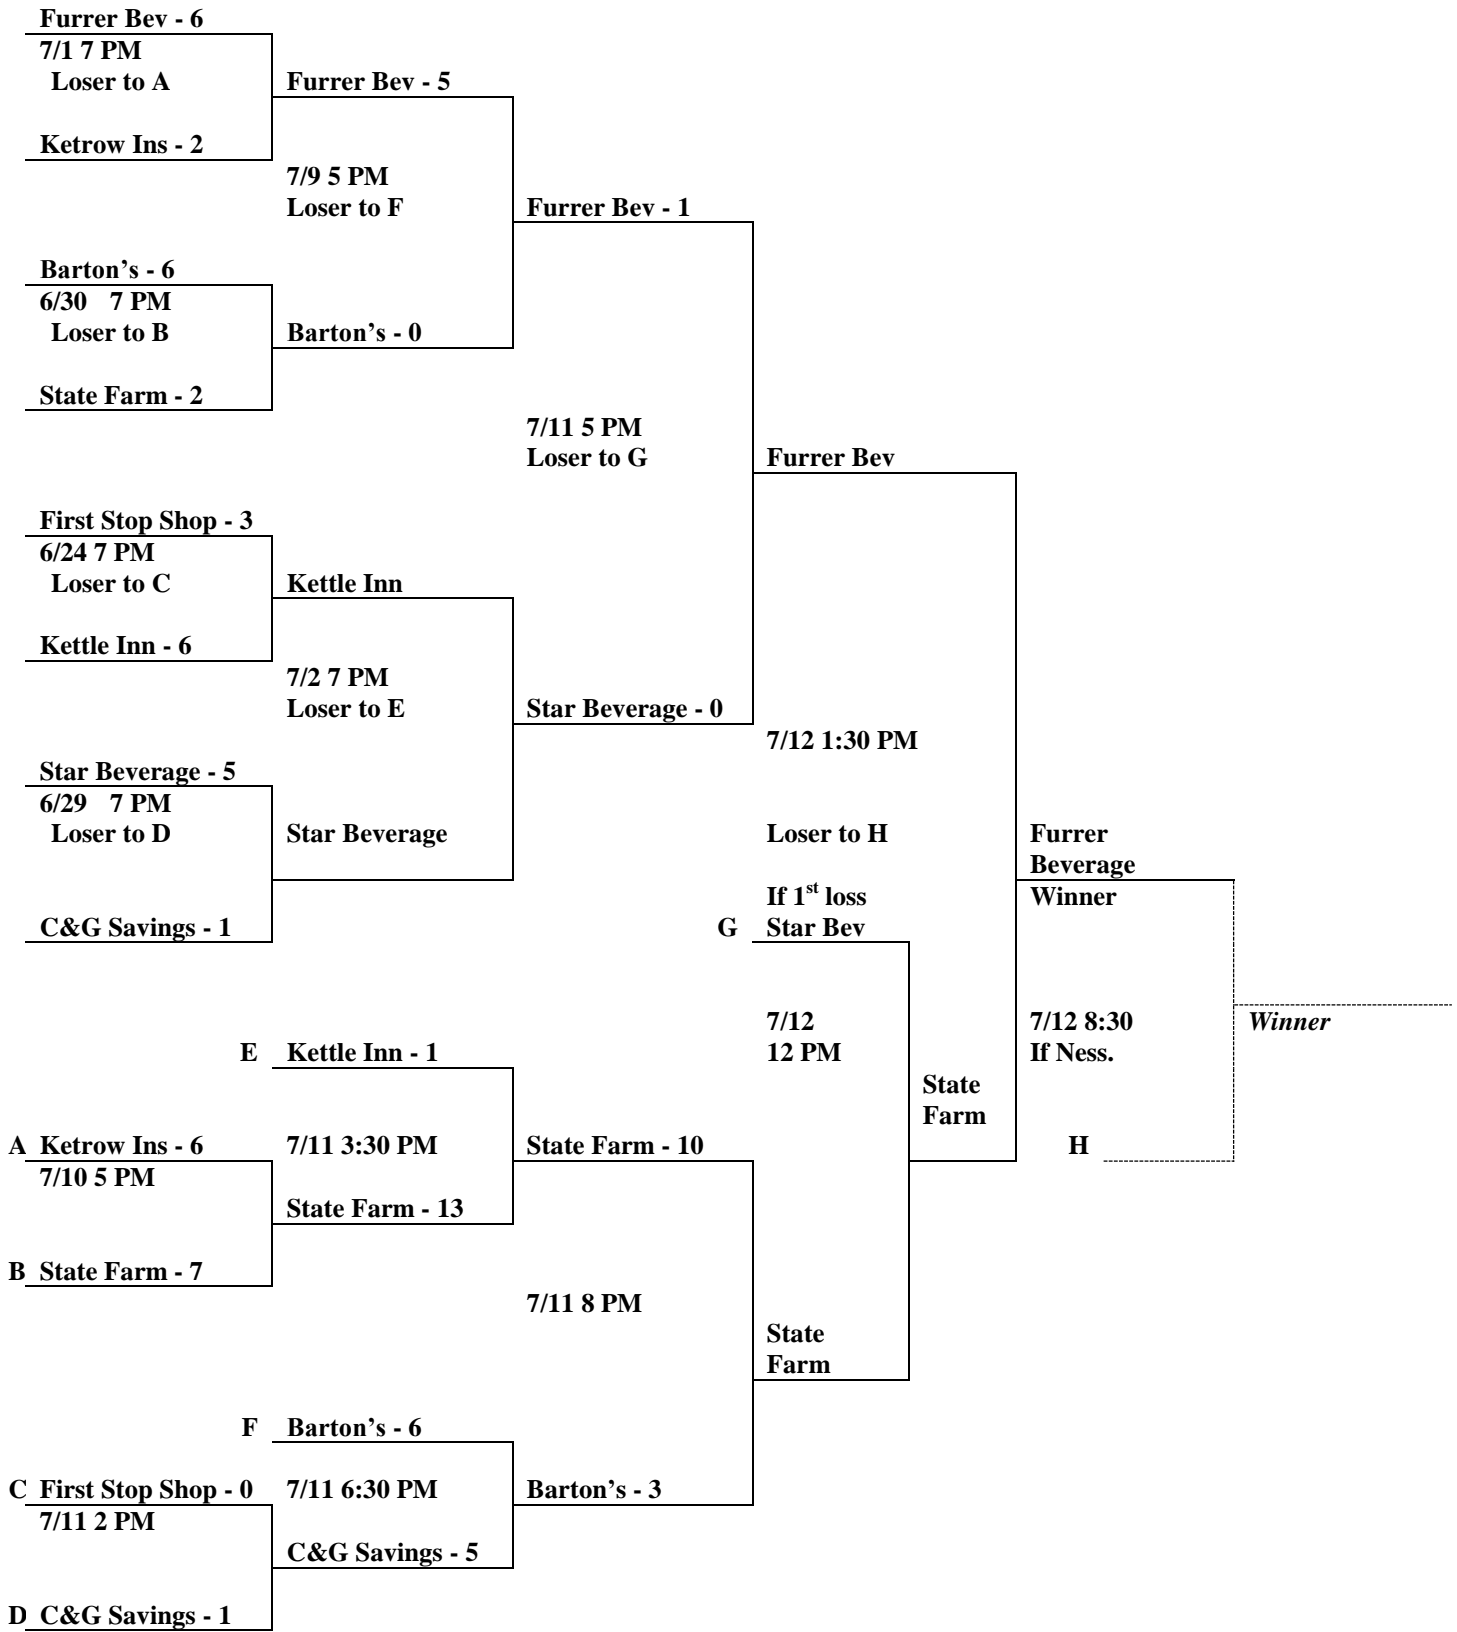 Furrer Bev - 6
7/1 7 PM
Loser to A
Furrer Bev - 5
Ketrow Ins - 2
7/9 5 PM
Loser to F
Furrer Bev - 1
Barton’s - 6
6/30 7 PM
Loser to B
Barton’s - 0
State Farm - 2
7/11 5 PM
Loser to G
Furrer Bev
First Stop Shop - 3
6/24 7 PM
Loser to C
Kettle Inn
Kettle Inn - 6
7/2 7 PM
Loser to E
Star Beverage - 0
7/12 1:30 PM
Star Beverage - 5
6/29 7 PM
Loser to D
Star Beverage
Loser to H
Furrer
Beverage
If 1st loss
Winner
C&G Savings - 1
G Star Bev
7/12
12 PM
7/12 8:30
If Ness.
Winner
E Kettle Inn - 1
State
Farm
A Ketrow Ins - 6
7/11 3:30 PM
State Farm - 10
H
7/10 5 PM
State Farm - 13
B State Farm - 7
7/11 8 PM
State
Farm
F Barton’s - 6
C First Stop Shop - 0
7/11 6:30 PM
Barton’s - 3
7/11 2 PM
C&G Savings - 5
D C&G Savings - 1